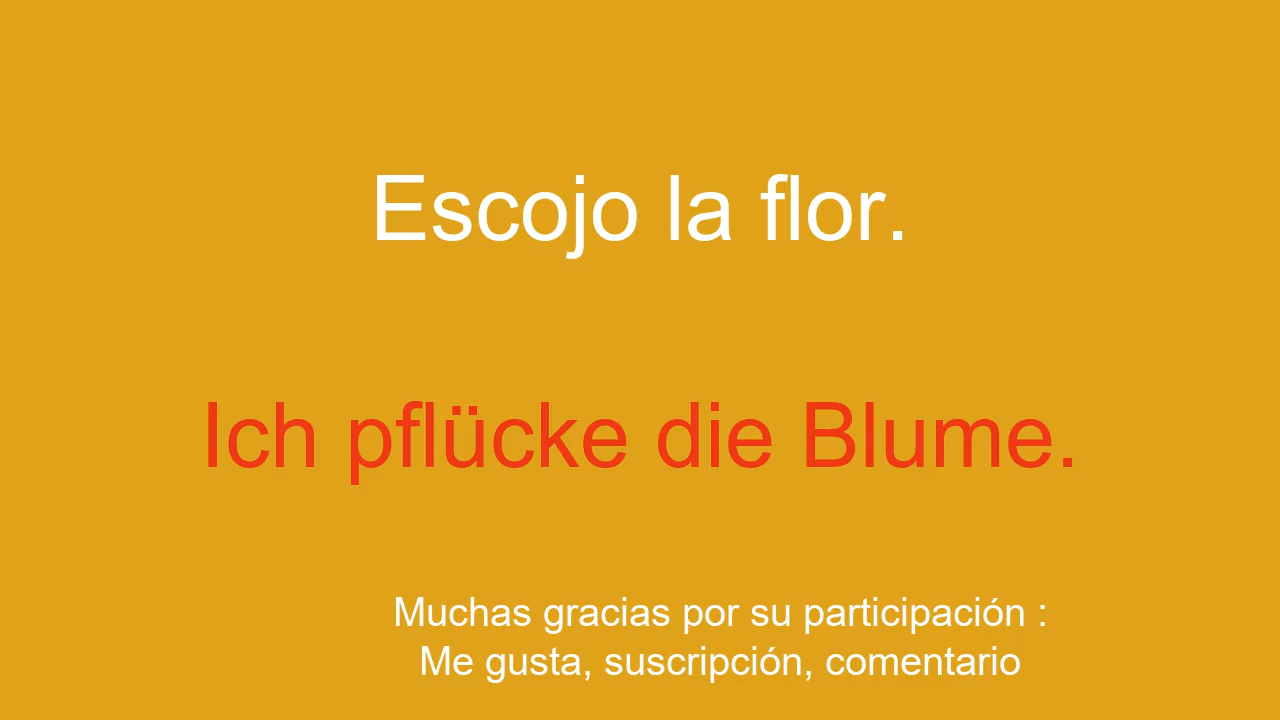 Escojo la flor.
Ich pflücke die Blume.
Muchas gracias por su participación :
Me gusta, suscripción, comentario